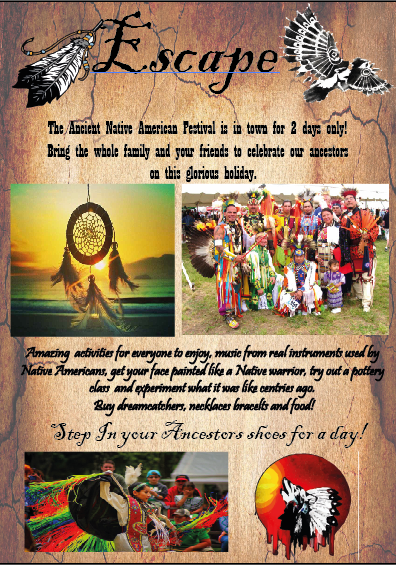 Escape
The Ancient Native American Festival is in town for 2 days only!
Bring the whole family and your friends to celebrate our ancestors
on this glorious holiday.
Amazing activities for everyone to enjoy, music from real instruments used by
Native Americans, get your face painted like a Native warrior, try out a pottery
class and experiment what it was like centries ago.
Buy dreamcatchers, necklaces bracelts and food!
Step In your Ancestors shoes for a day!